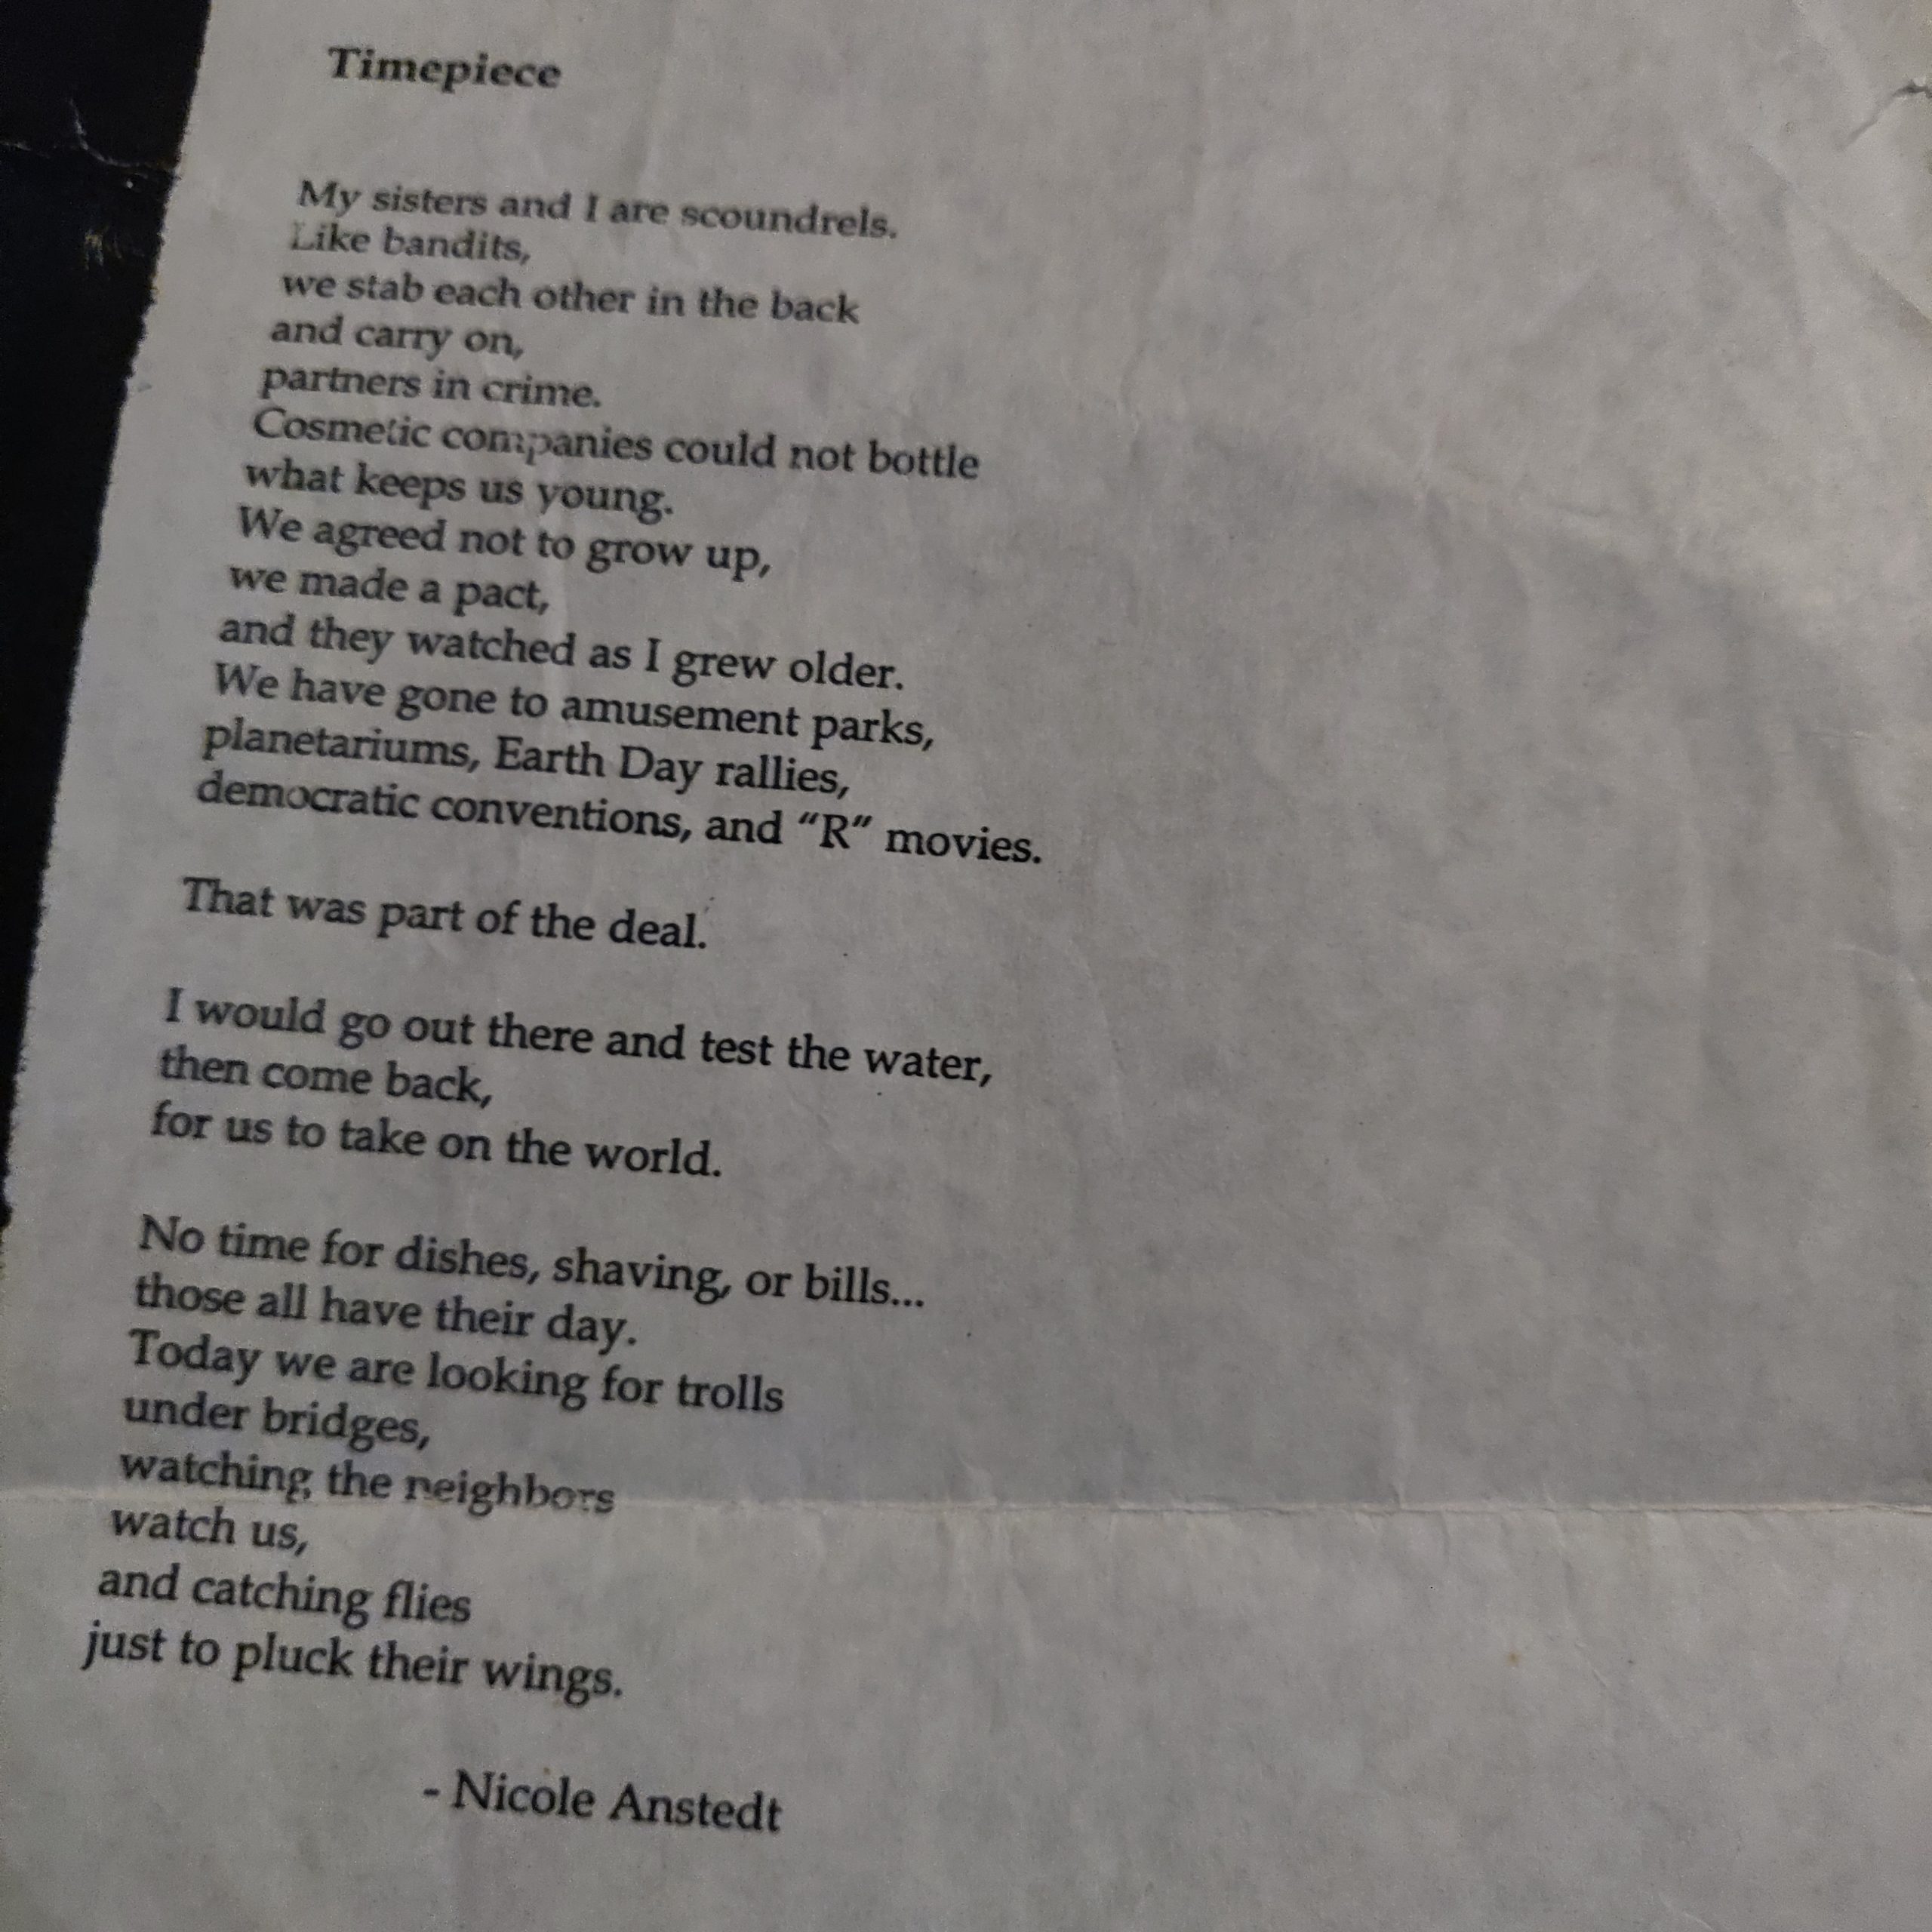 Timepiece
My sisters and I are scoundrels.
Like bandits,
we stab each other in the back
and carry on,
partners in crime.
Cosmetic companies could not bottle
what keeps us young.
We agreed not to grow up,
we made a pact,
and they watched as I grew older.
We have gone to amusement parks,
planetariums, Earth Day rallies,
democratic conventions, and “R” movies.
That was part of the deal.
I would go out there and test the water,
then come back,
for us to take on the world.
No time for dishes, shaving, or bills...
those all have their day.
Today we are looking for trolls
under bridges,
watching the neighbors
watch us,
and catching flies
just to pluck their wings.
- Nicole Anstedt